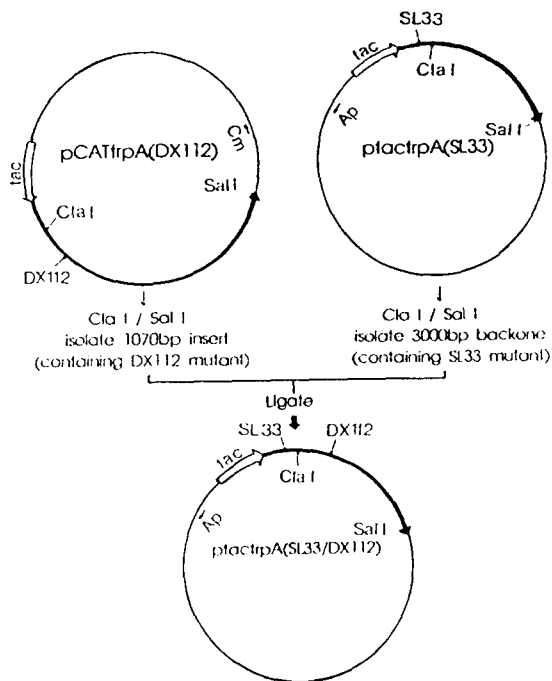 tac
Cm
pCATtrpA(DX112)
Sal I
Cla I
DX112
Cla I / Sal I
isolate 1070bp insert
(containing DX112 mutant)
SL33
tac
Cla I
Ap
Sal I
ptactrpA(SL33)
Cla I / Sal I
isolate 3000bp backone
(containing SL33 mutant)
Ligate
SL33
DX112
tac
Cla I
Ap
Sal I
ptactrpA(SL33/DX112)